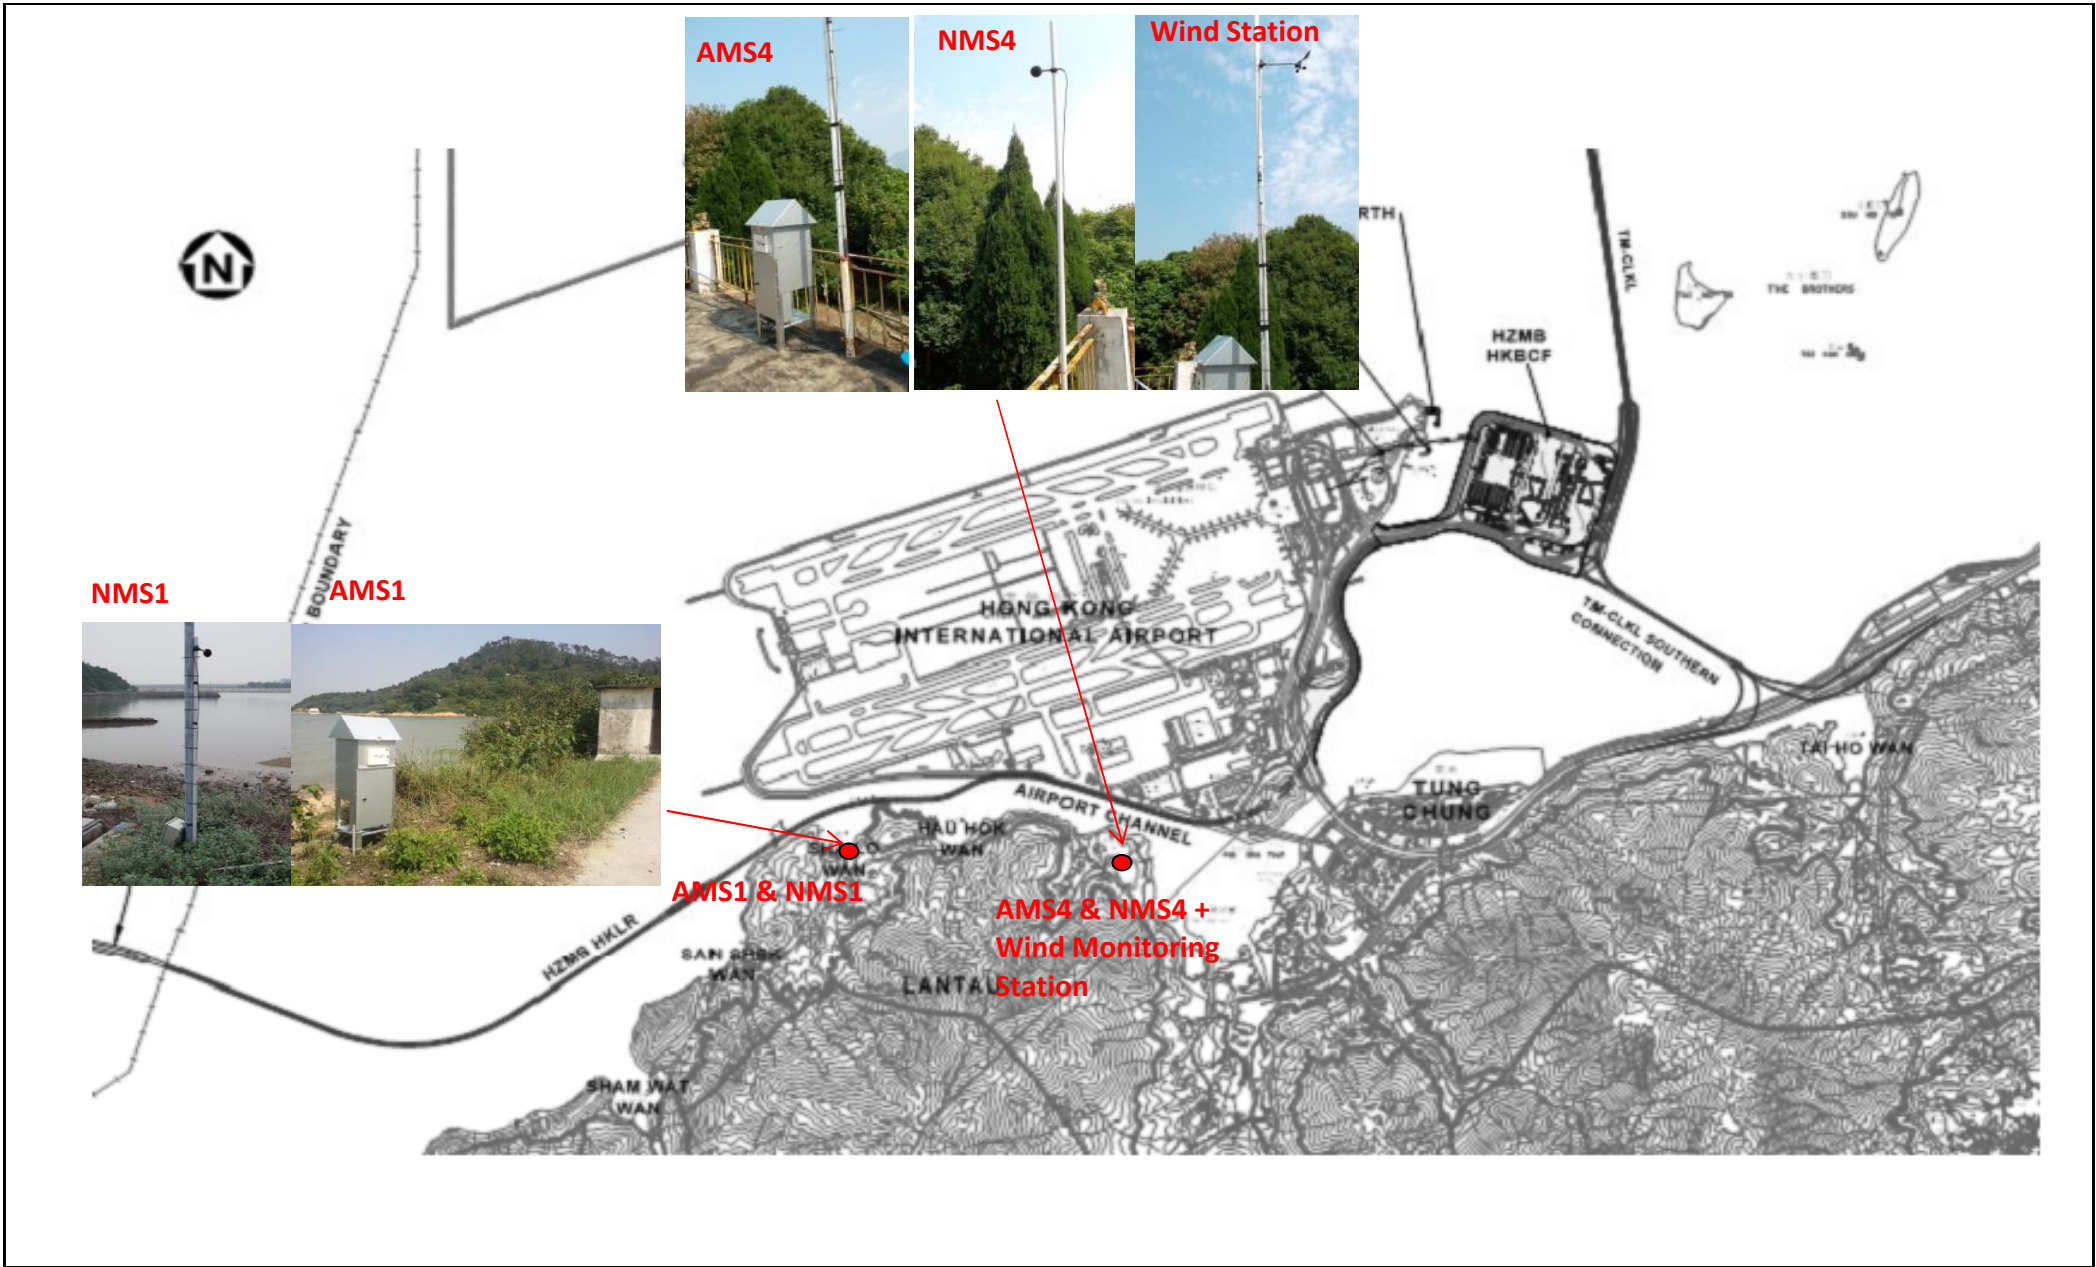 AMS4
NMS4
Wind Station
N
RTH
TM-CLKL
THE BROTHERS
HZMB
HKBCF
BOUNDARY
NMS1
AMS1
HONG KONG
INTERNATIONAL AIRPORT
TM-CLKL SOUTHERN
CONNECTION
TAI HO WAN
TUNG
CHUNG
AIRPORT CHANNEL
HAU HOK
WAN
WAN
AMS1 & NMS1
AMS4 & NMS4 +
Wind Monitoring
Station
HZMB HKLR
SAN SHEK
WAN
LANTAU
SHAM WAT
WAN